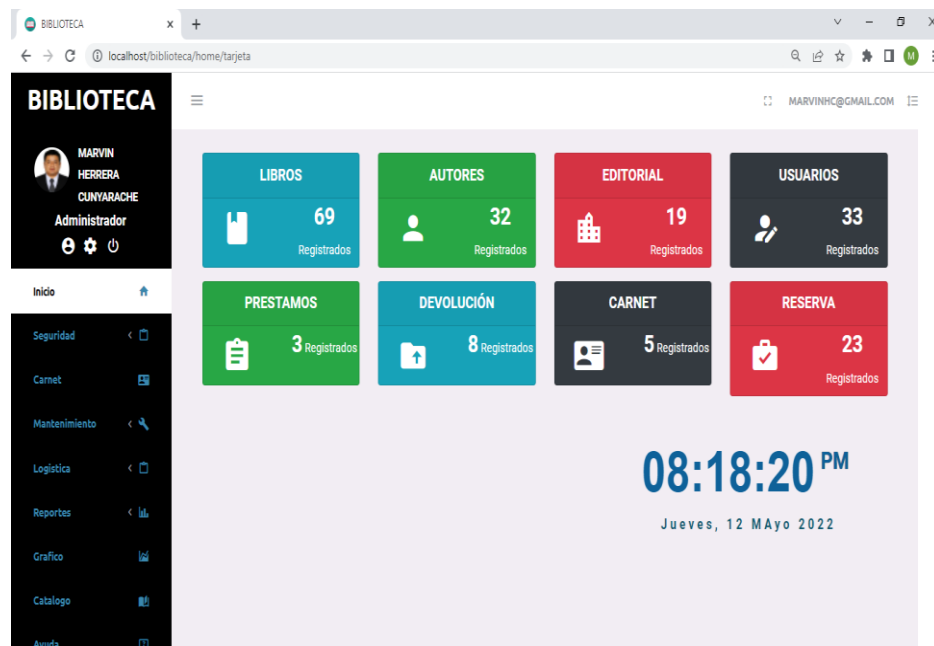 BIBLIOTECA
localhost/biblioteca/home/tarjeta
M
BIBLIOTECA
MARVINHC@GMAIL.COM
MARVIN
HERRERA
CUNYARACHE
Administrador
Inicio
Seguridad
Carnet
Mantenimiento
Logistica
Reportes
Grafico
Catalogo
Ayuda
LIBROS
69
Registrados
AUTORES
32
Registrados
EDITORIAL
19
Registrados
USUARIOS
33
Registrados
PRESTAMOS
3 Registrados
DEVOLUCIÓN
8 Registrados
CARNET
5 Registrados
RESERVA
23
Registrados
08:18:20 PM
Jueves, 12 MAyo 2022